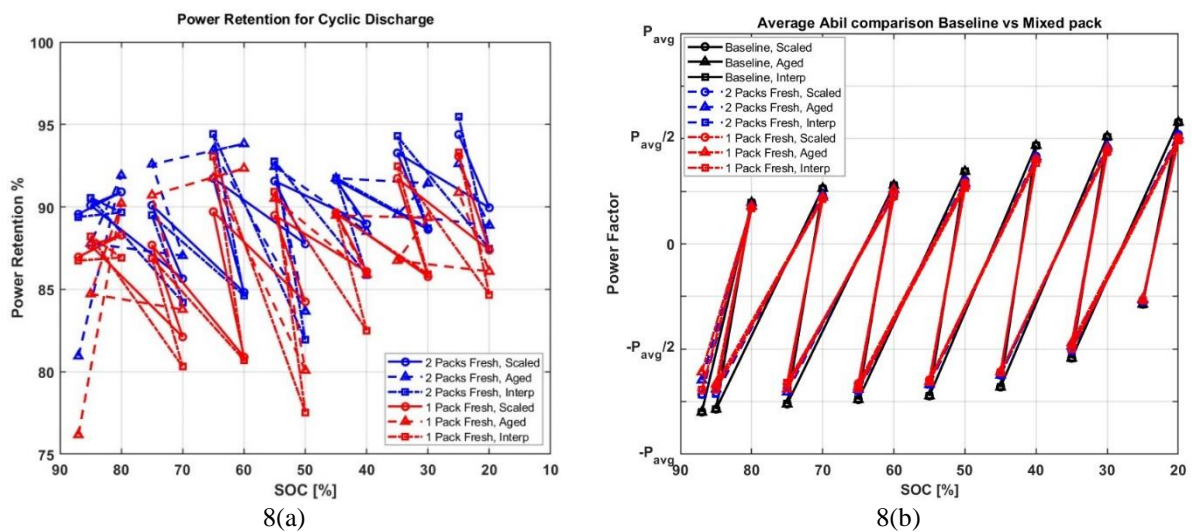 Power Retention for Cyclic Discharge
100
95
90
85
80
75
Power Retention %
90 80 70 60 50 40 30 20 10
SOC [%]
2 Packs Fresh, Scaled
2 Packs Fresh, Aged
2 Packs Fresh, Interp
1 Pack Fresh, Scaled
1 Pack Fresh, Aged
1 Pack Fresh, Interp
8(a)
Average Abil comparison Baseline vs Mixed pack
P_avg
P_avg/2
0
-P_avg/2
-P_avg
Power Factor
Baseline, Scaled
Baseline, Aged
Baseline, Interp
2 Packs Fresh, Scaled
2 Packs Fresh, Aged
2 Packs Fresh, Interp
1 Pack Fresh, Scaled
1 Pack Fresh, Aged
1 Pack Fresh, Interp
90 80 70 60 50 40 30 20
SOC [%]
8(b)